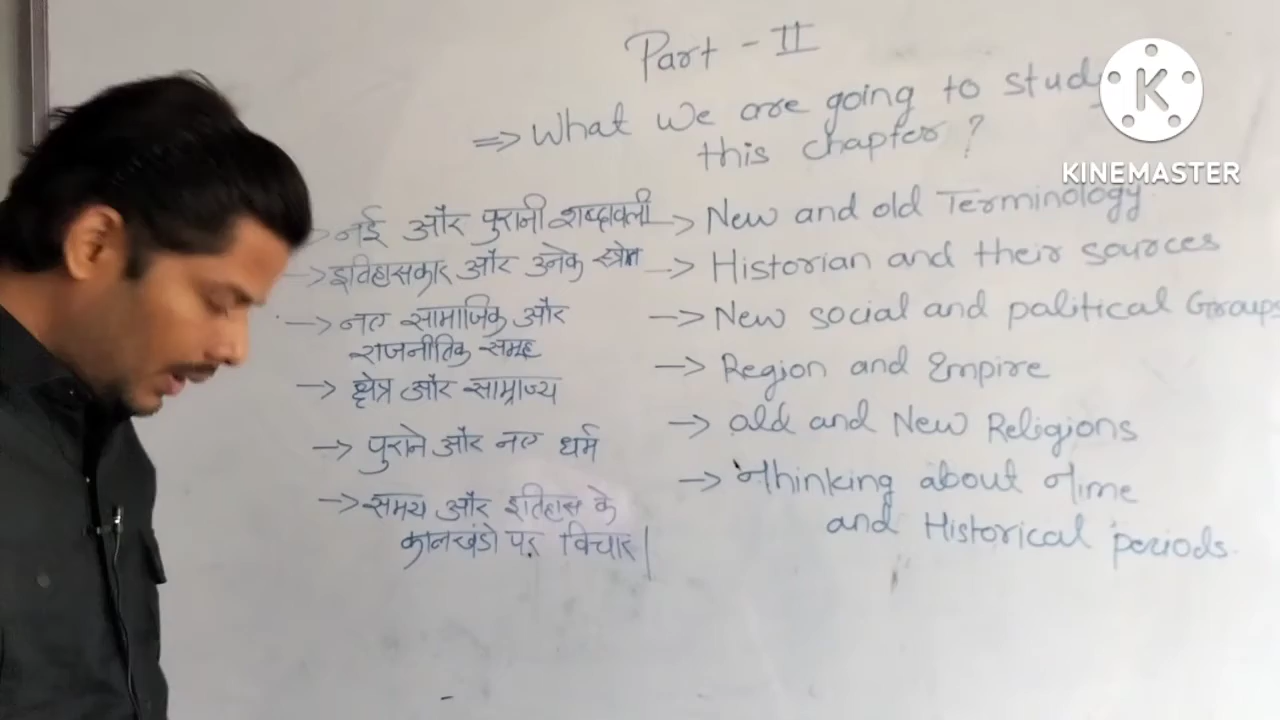 Part - II
=> What we are going to study
this chapter ?
KINEMASTER
-> नई और पुरानी शब्दावली -> New and old Terminology
-> इतिहासकार और उनेक स्त्रोत -> Historian and their sources
-> नए सामाजिक और
राजनीतिक समूह
-> New social and political Groups
-> क्षेत्र और साम्राज्य -> Region and Empire
-> पुराने और नए धर्म -> old and New Religions
-> समय और इतिहास के
कालखंडो पर विचार|
-> Thinking about Time
and Historical periods.